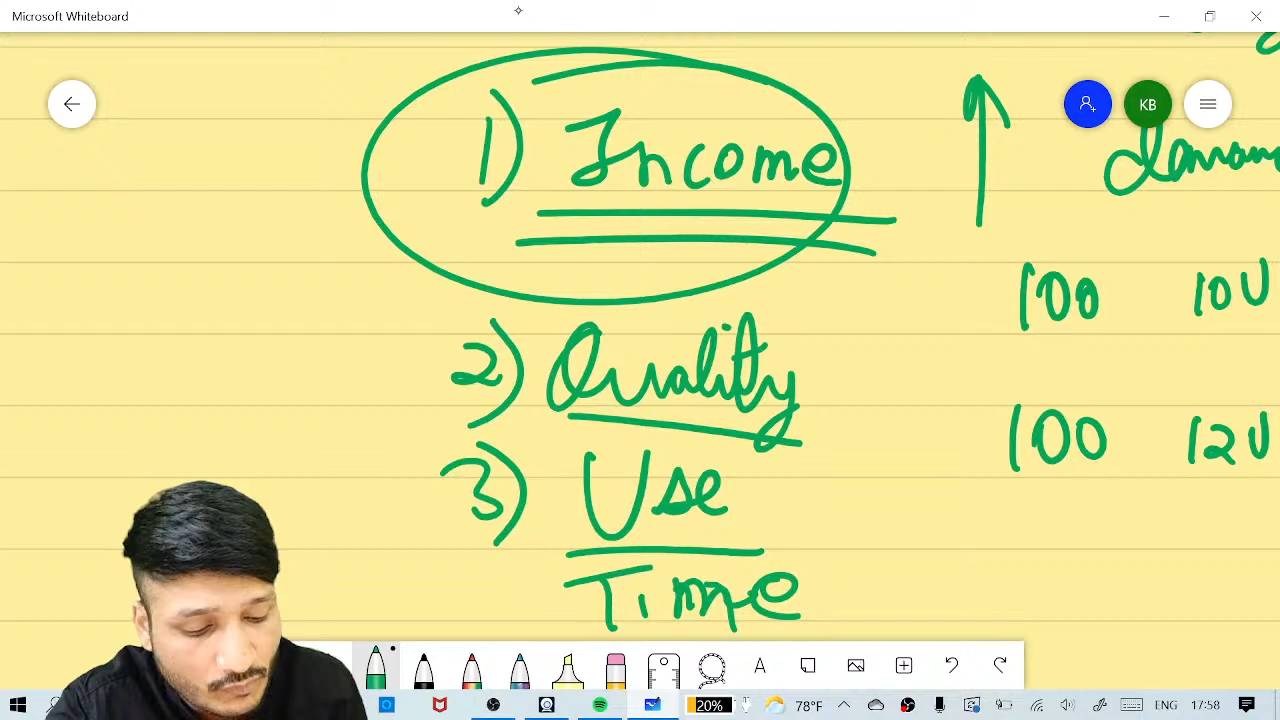 Microsoft Whiteboard
KB
1) Income
100 10U
2) Quality
100 12U
3) Use
Time
20%
78°F
ENG
17:58